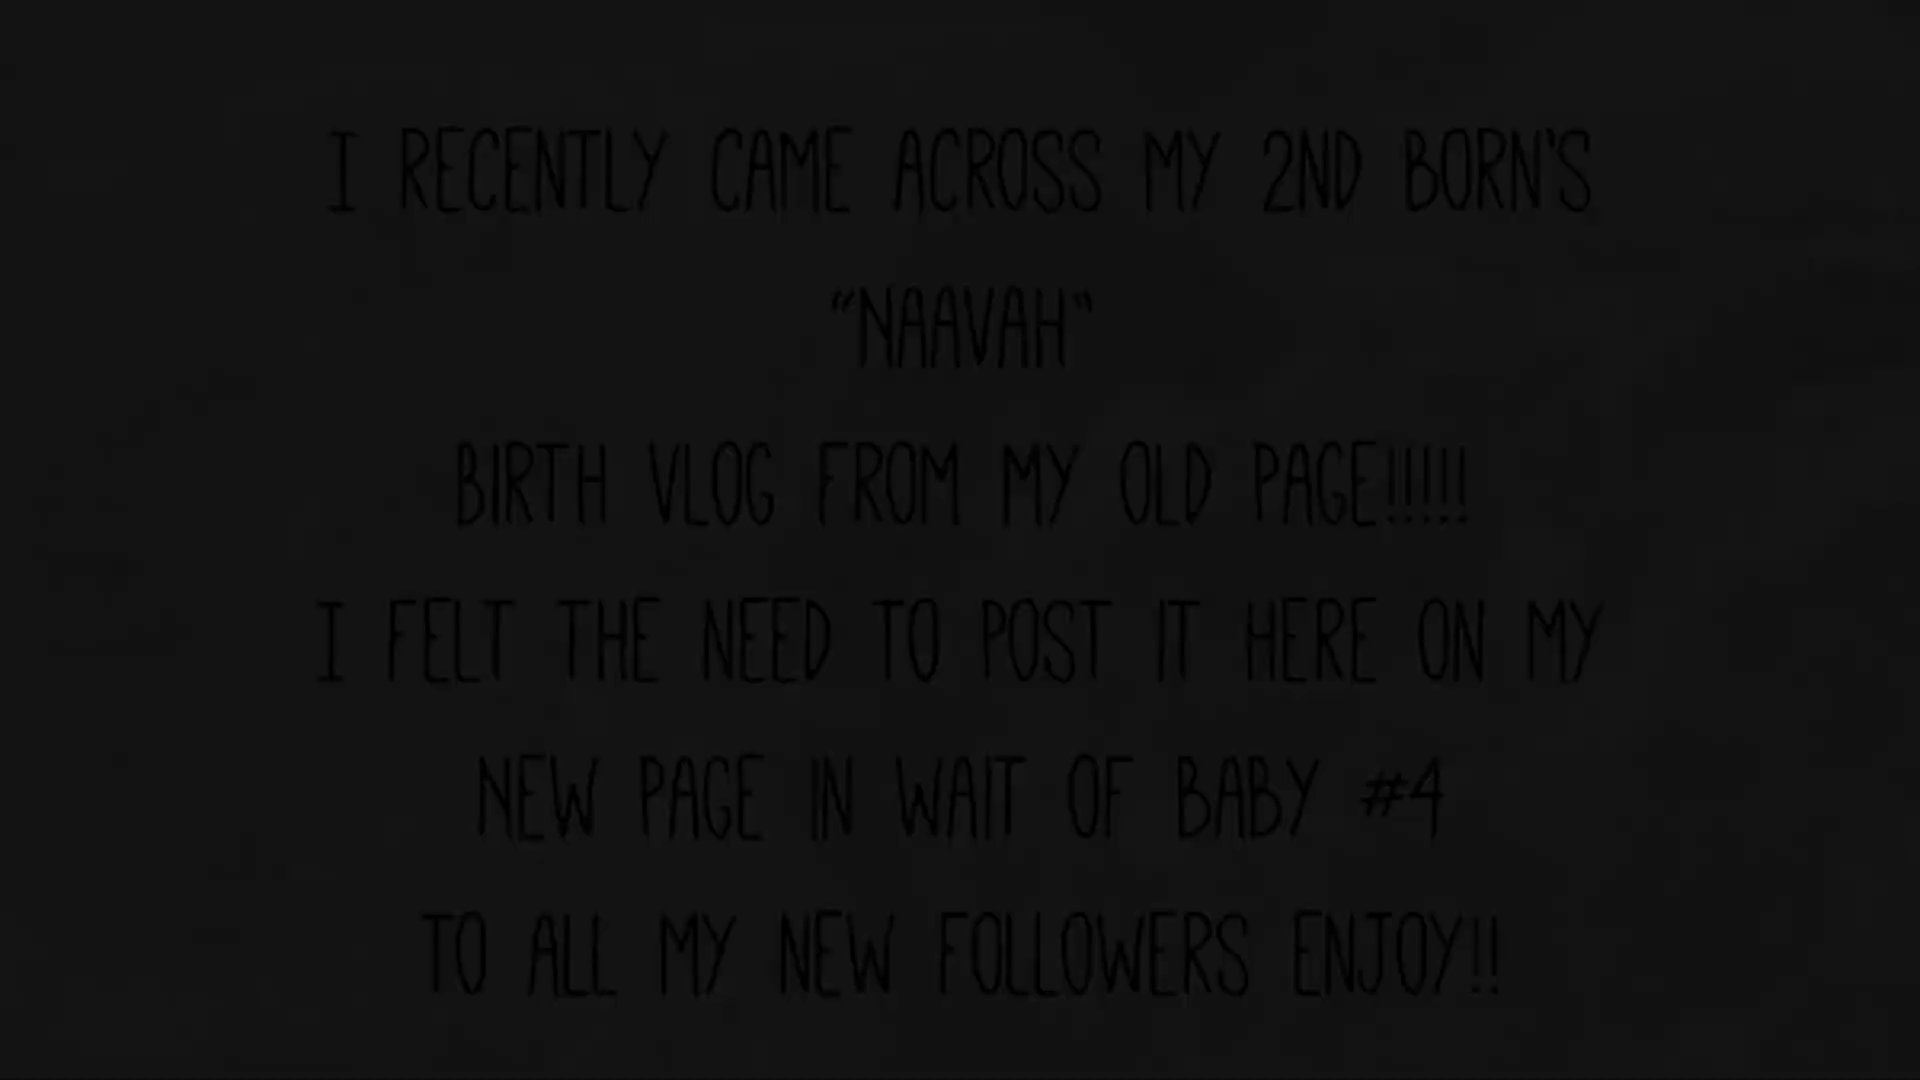 I RECENTLY CAME ACROSS MY 2ND BORN'S
"NAAVAH"
BIRTH VLOG FROM MY OLD PAGE!!!!!
I FELT THE NEED TO POST IT HERE ON MY
NEW PAGE IN WAIT OF BABY #4
TO ALL MY NEW FOLLOWERS ENJOY!!